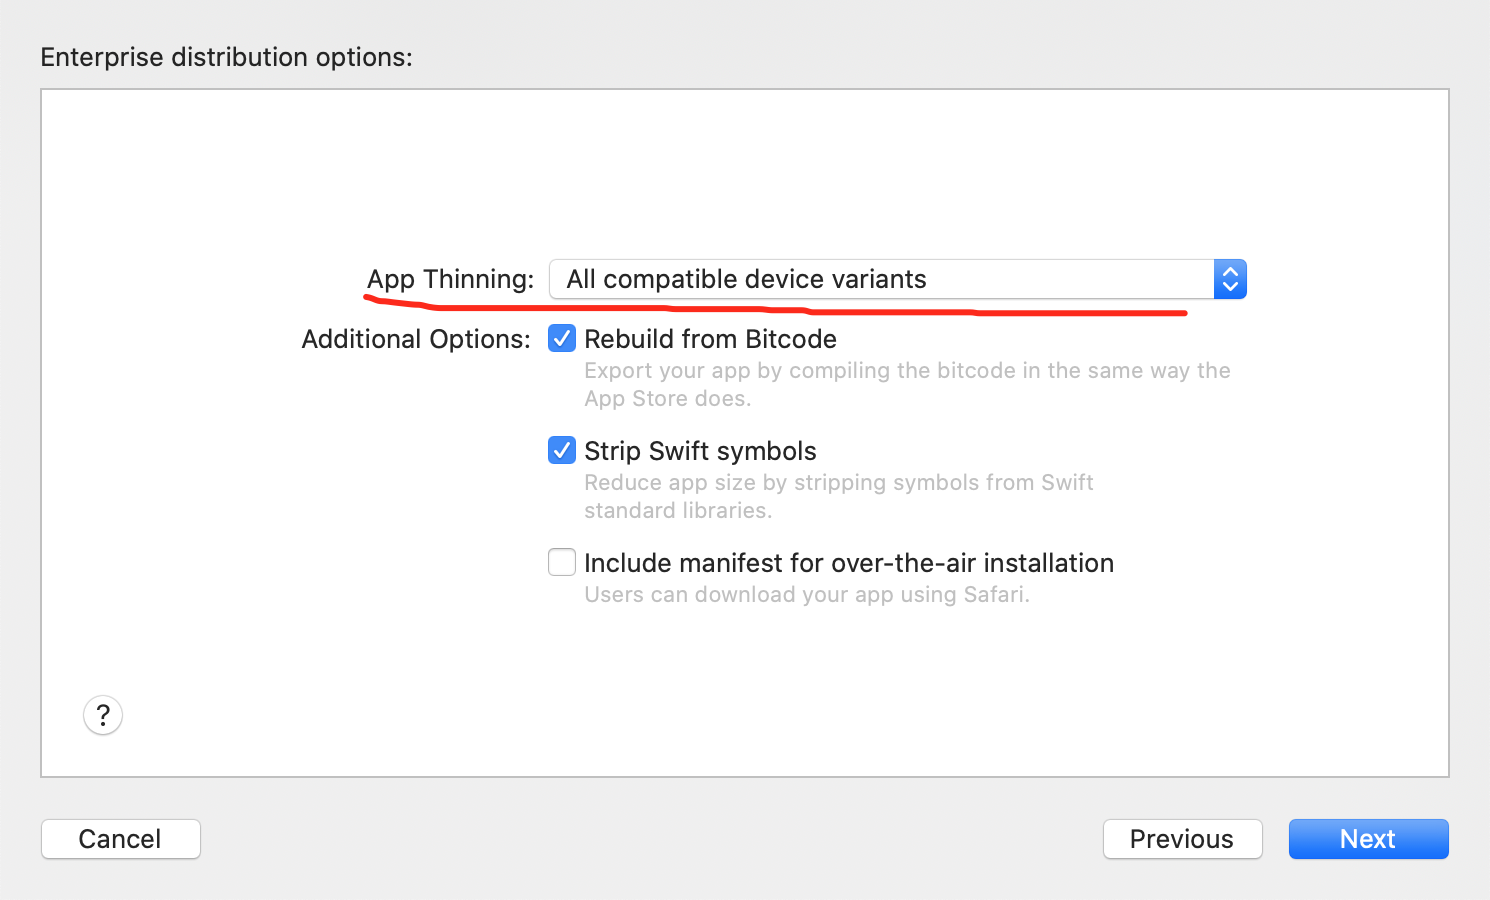 Enterprise distribution options:
App Thinning: All compatible device variants
Additional Options: Rebuild from Bitcode
Export your app by compiling the bitcode in the same way the
App Store does.
Strip Swift symbols
Reduce app size by stripping symbols from Swift
standard libraries.
Include manifest for over-the-air installation
Users can download your app using Safari.
?
Cancel Previous Next